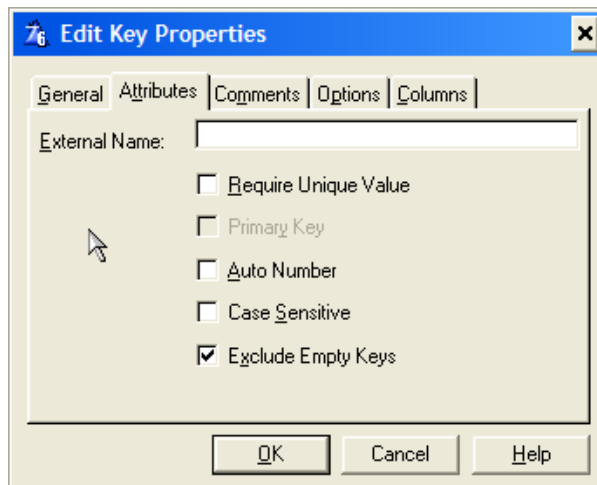 Edit Key Properties
General Attributes Comments Options Columns
External Name:
Require Unique Value
Primary Key
Auto Number
Case Sensitive
Exclude Empty Keys
OK Cancel Help